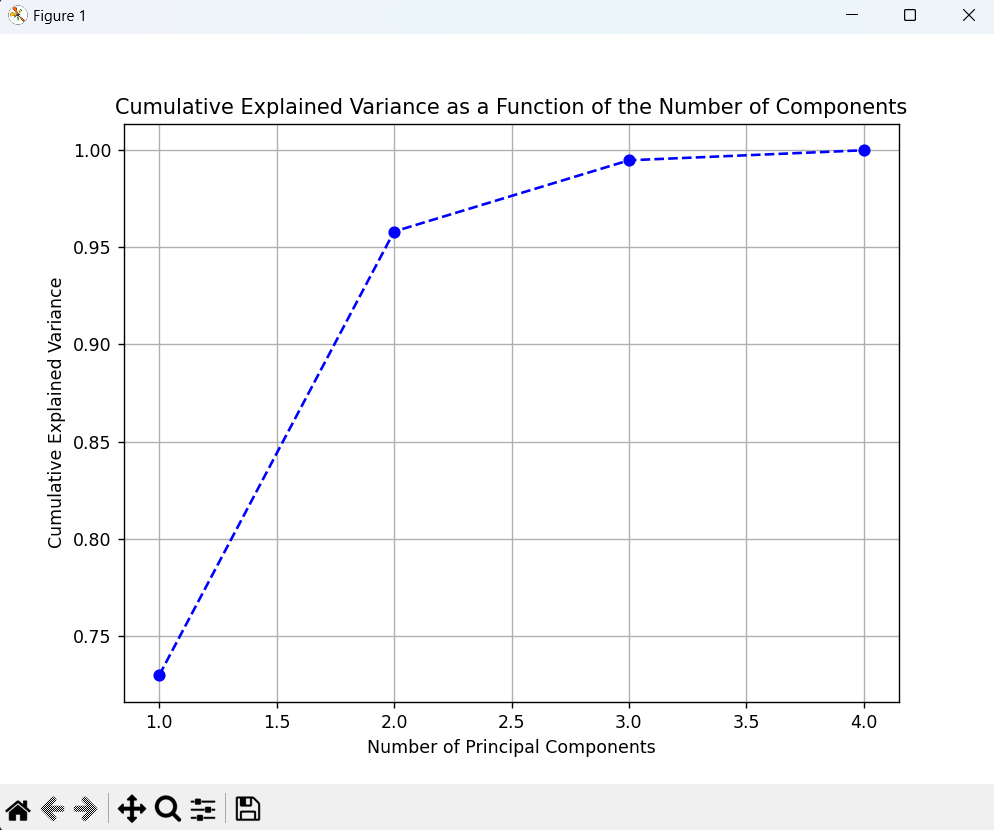 Figure 1
Cumulative Explained Variance as a Function of the Number of Components
1.00
0.95
0.90
0.85
0.80
0.75
Cumulative Explained Variance
1.0 1.5 2.0 2.5 3.0 3.5 4.0
Number of Principal Components